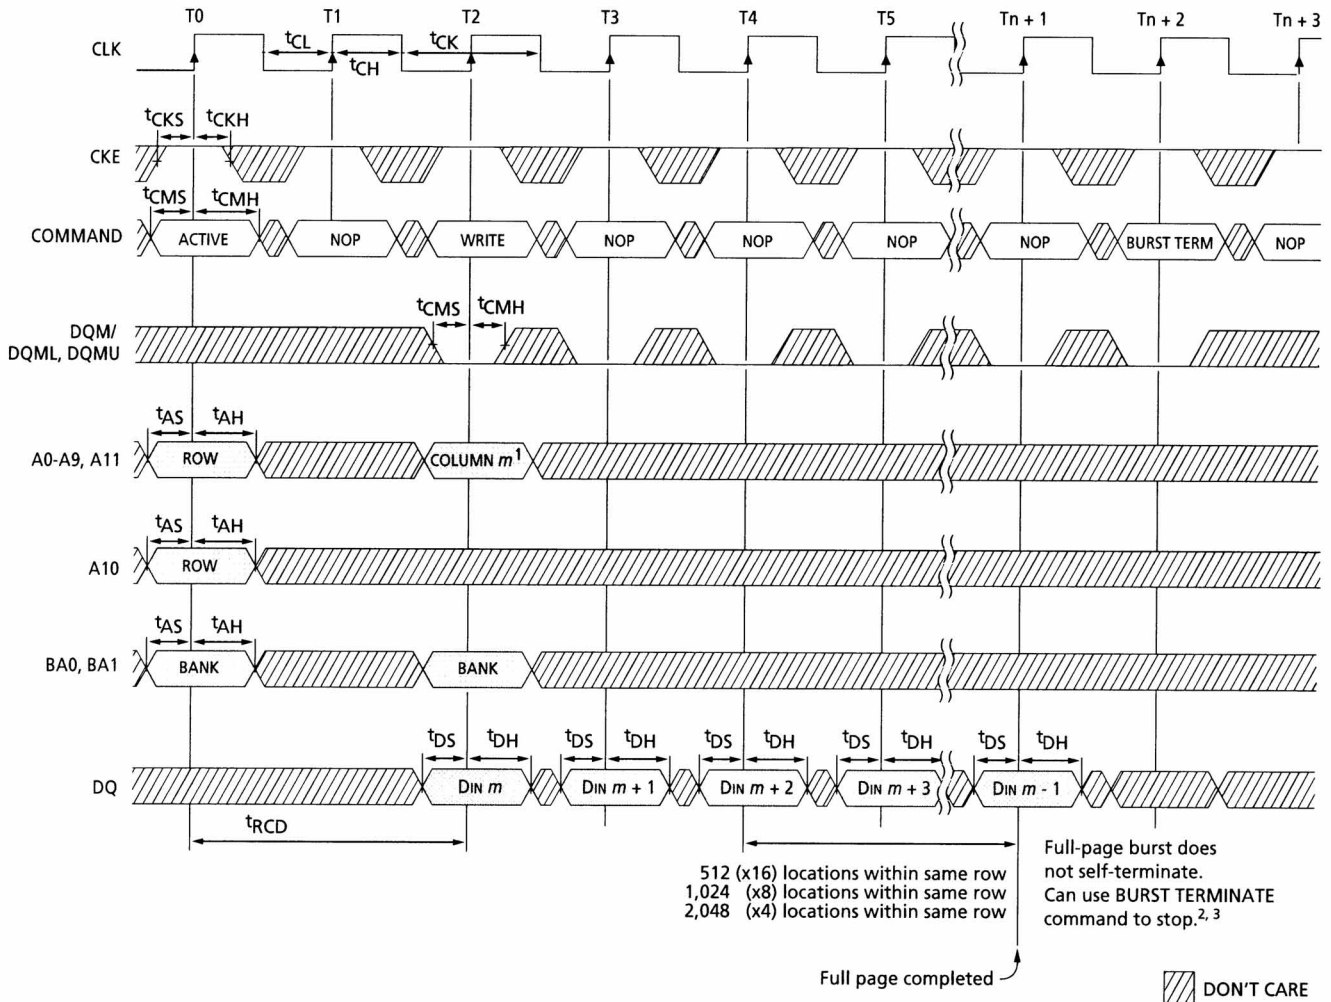 T0 T1 T2 T3 T4 T5 Tn + 1 Tn + 2 Tn + 3
CLK tCL tCH tCK
tCKS tCKH
CKE
tCMS tCMH
COMMAND ACTIVE NOP WRITE NOP NOP NOP NOP BURST TERM NOP
tCMS tCMH
DQM/
DQML, DQMU
tAS tAH
A0-A9, A11 ROW COLUMN m1
tAS tAH
A10 ROW
tAS tAH
BA0, BA1 BANK BANK
tDS tDH tDS tDH tDS tDH tDS tDH tDS tDH
DQ DIN m DIN m + 1 DIN m + 2 DIN m + 3 DIN m - 1
tRCD
512 (x16) locations within same row
1,024 (x8) locations within same row
2,048 (x4) locations within same row
Full-page burst does
not self-terminate.
Can use BURST TERMINATE
command to stop.2, 3
Full page completed
DON'T CARE